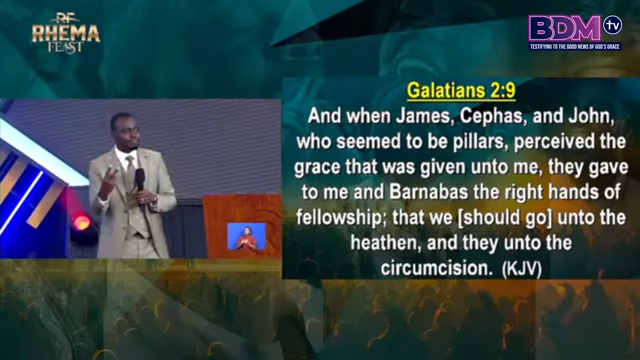 RF
RHEMA
FEAST
BDM tv
TESTIFYING TO THE GOOD NEWS OF GOD'S GRACE
Galatians 2:9
And when James, Cephas, and John,
who seemed to be pillars, perceived the
grace that was given unto me, they gave
to me and Barnabas the right hands of
fellowship; that we [should go] unto the
heathen, and they unto the
circumcision. (KJV)